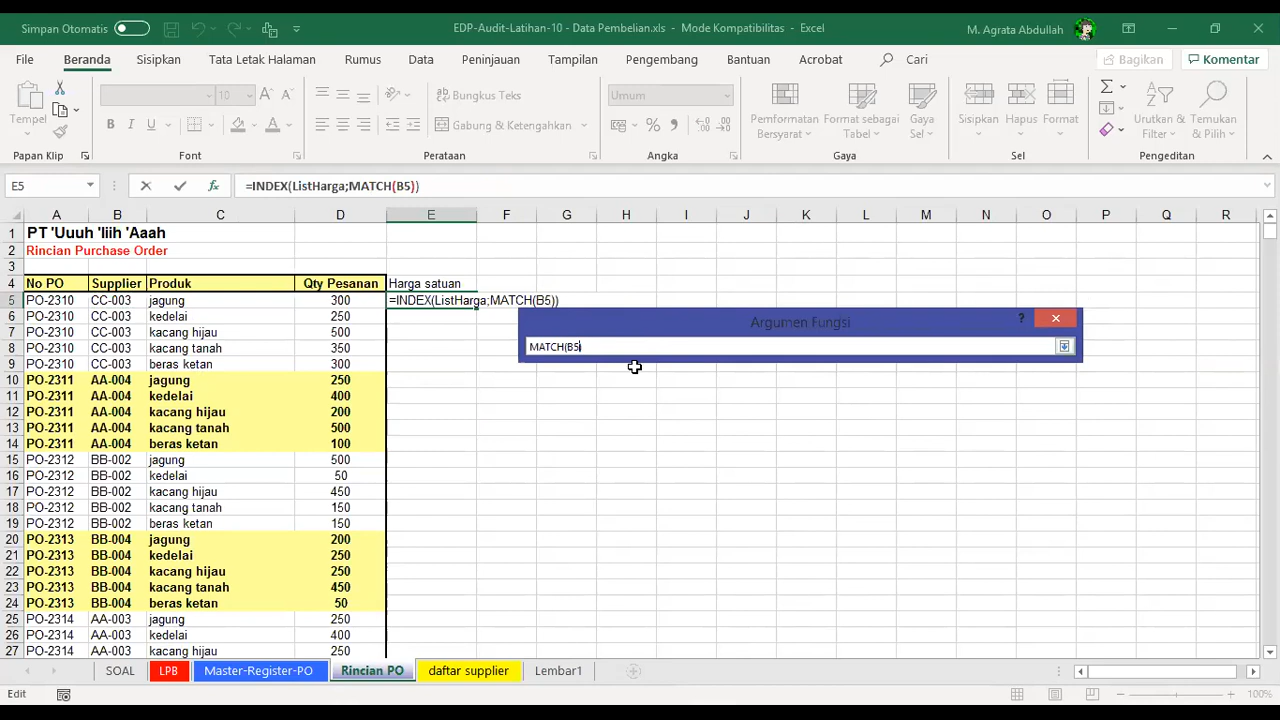 Simpan Otomatis EDP-Audit-Latihan-10 - Data Pembelian.xls - Mode Kompatibilitas - Excel M. Agrata Abdullah
File Beranda Sisipkan Tata Letak Halaman Rumus Data Peninjauan Tampilan Pengembang Bantuan Acrobat Cari Bagikan Komentar
Tempel
10 A A
Bungkus Teks
Umum
Pemformatan Bersyarat
Format sebagai Tabel
Gaya Sel
Sisipkan
Hapus
Format
Urutkan & Filter
Temukan & Pilih
B I U A
Gabung & Ketengahkan
%
Papan Klip Font Perataan Angka Gaya Sel Pengeditan
E5 fx =INDEX(ListHarga;MATCH(B5))
A B C D E F G H I J K L M N O P Q R
1 PT 'Uuuh 'Iiih 'Aaah
2 Rincian Purchase Order
3
4 No PO Supplier Produk Qty Pesanan Harga satuan
5 PO-2310 CC-003 jagung 300 =INDEX(ListHarga;MATCH(B5))
6 PO-2310 CC-003 kedelai 250
7 PO-2310 CC-003 kacang hijau 500
8 PO-2310 CC-003 kacang tanah 350
9 PO-2310 CC-003 beras ketan 300
10 PO-2311 AA-004 jagung 250
11 PO-2311 AA-004 kedelai 400
12 PO-2311 AA-004 kacang hijau 200
13 PO-2311 AA-004 kacang tanah 500
14 PO-2311 AA-004 beras ketan 100
15 PO-2312 BB-002 jagung 500
16 PO-2312 BB-002 kedelai 50
17 PO-2312 BB-002 kacang hijau 450
18 PO-2312 BB-002 kacang tanah 150
19 PO-2312 BB-002 beras ketan 150
20 PO-2313 BB-004 jagung 200
21 PO-2313 BB-004 kedelai 250
22 PO-2313 BB-004 kacang hijau 250
23 PO-2313 BB-004 kacang tanah 450
24 PO-2313 BB-004 beras ketan 50
25 PO-2314 AA-003 jagung 250
26 PO-2314 AA-003 kedelai 400
27 PO-2314 AA-003 kacang hijau 250
Argumen Fungsi ?
MATCH(B5
SOAL LPB Master-Register-PO Rincian PO daftar supplier Lembar1
Edit 100%